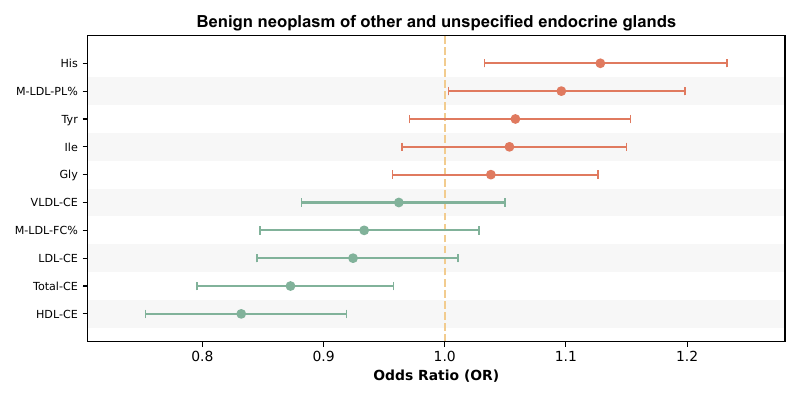 Benign neoplasm of other and unspecified endocrine glands
His
M-LDL-PL%
Tyr
Ile
Gly
VLDL-CE
M-LDL-FC%
LDL-CE
Total-CE
HDL-CE
0.8 0.9 1.0 1.1 1.2
Odds Ratio (OR)